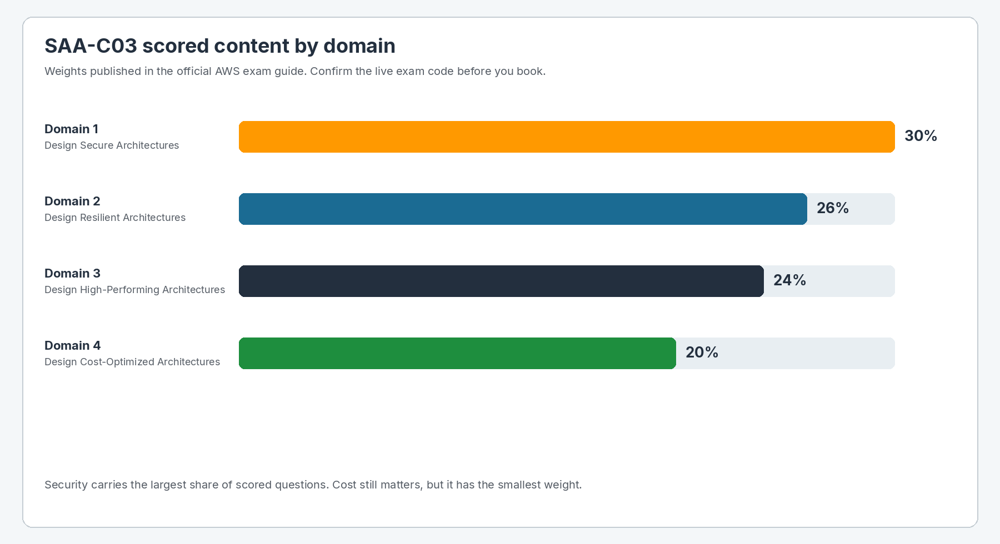 SAA-C03 scored content by domain
Weights published in the official AWS exam guide. Confirm the live exam code before you book.
Domain 1
Design Secure Architectures
30%
Domain 2
Design Resilient Architectures
26%
Domain 3
Design High-Performing Architectures
24%
Domain 4
Design Cost-Optimized Architectures
20%
Security carries the largest share of scored questions. Cost still matters, but it has the smallest weight.